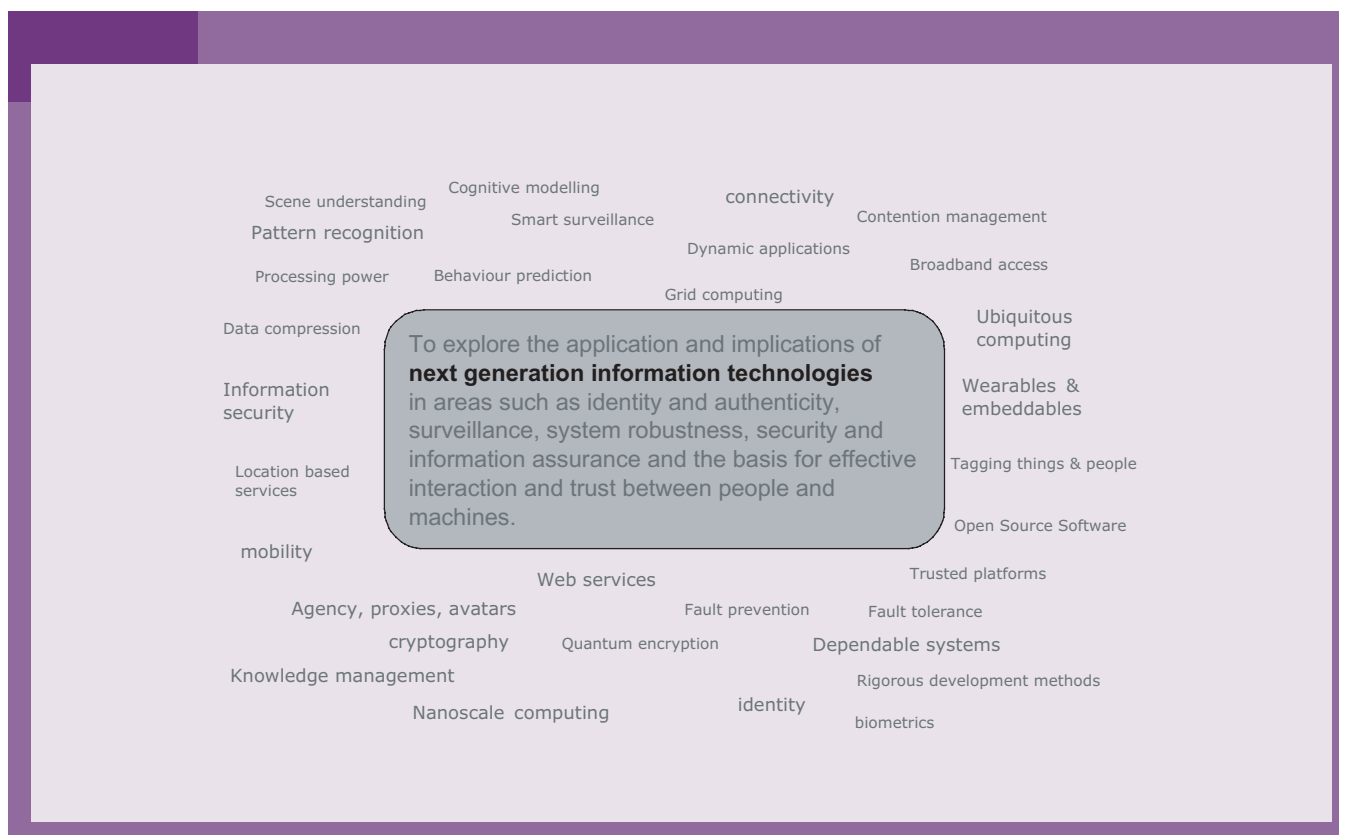 Cognitive modelling
Scene understanding
connectivity
Smart surveillance
Contention management
Pattern recognition
Dynamic applications
Broadband access
Processing power
Behaviour prediction
Grid computing
Data compression
Ubiquitous
computing
To explore the application and implications of
next generation information technologies
in areas such as identity and authenticity,
surveillance, system robustness, security and
information assurance and the basis for effective
interaction and trust between people and
machines.
Information
security
Wearables & 
embeddables
Location based
services
Tagging things & people
Open Source Software
mobility
Web services
Trusted platforms
Agency, proxies, avatars
Fault prevention
Fault tolerance
cryptography
Quantum encryption
Dependable systems
Knowledge management
Rigorous development methods
Nanoscale computing
identity
biometrics